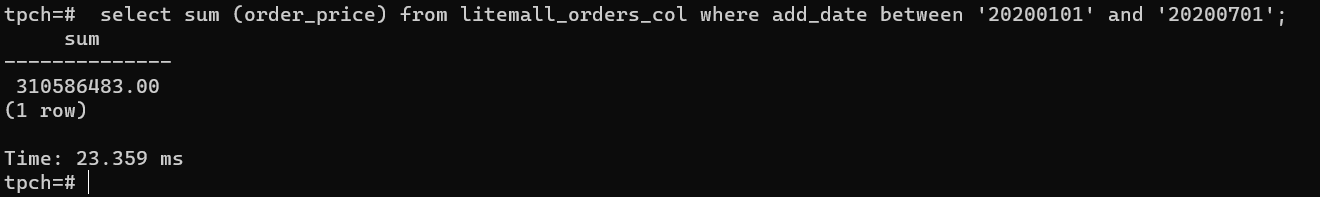 tpch=#  select sum (order_price) from litemall_orders_col where add_date between '20200101' and '20200701';
     sum
--------------
 310586483.00
(1 row)

Time: 23.359 ms
tpch=#